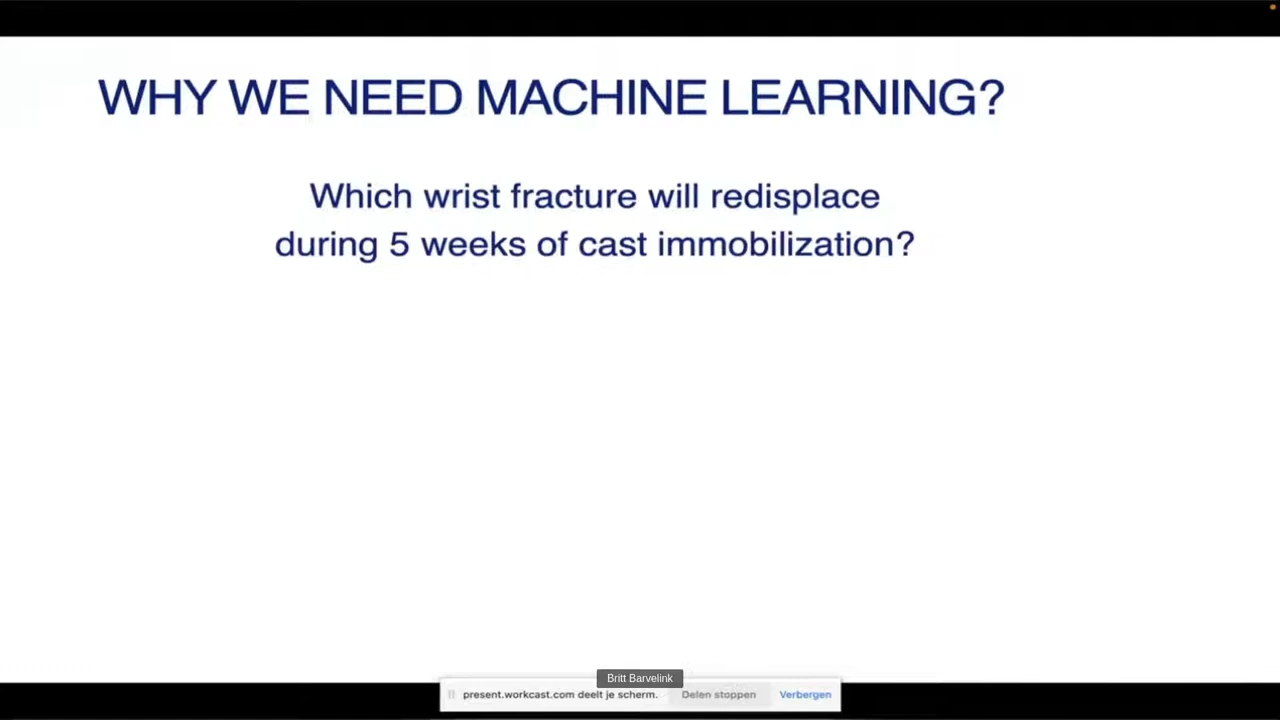 WHY WE NEED MACHINE LEARNING?
Which wrist fracture will redisplace
during 5 weeks of cast immobilization?
Britt Barvelink
present.workcast.com deelt je scherm. Delen stoppen Verbergen